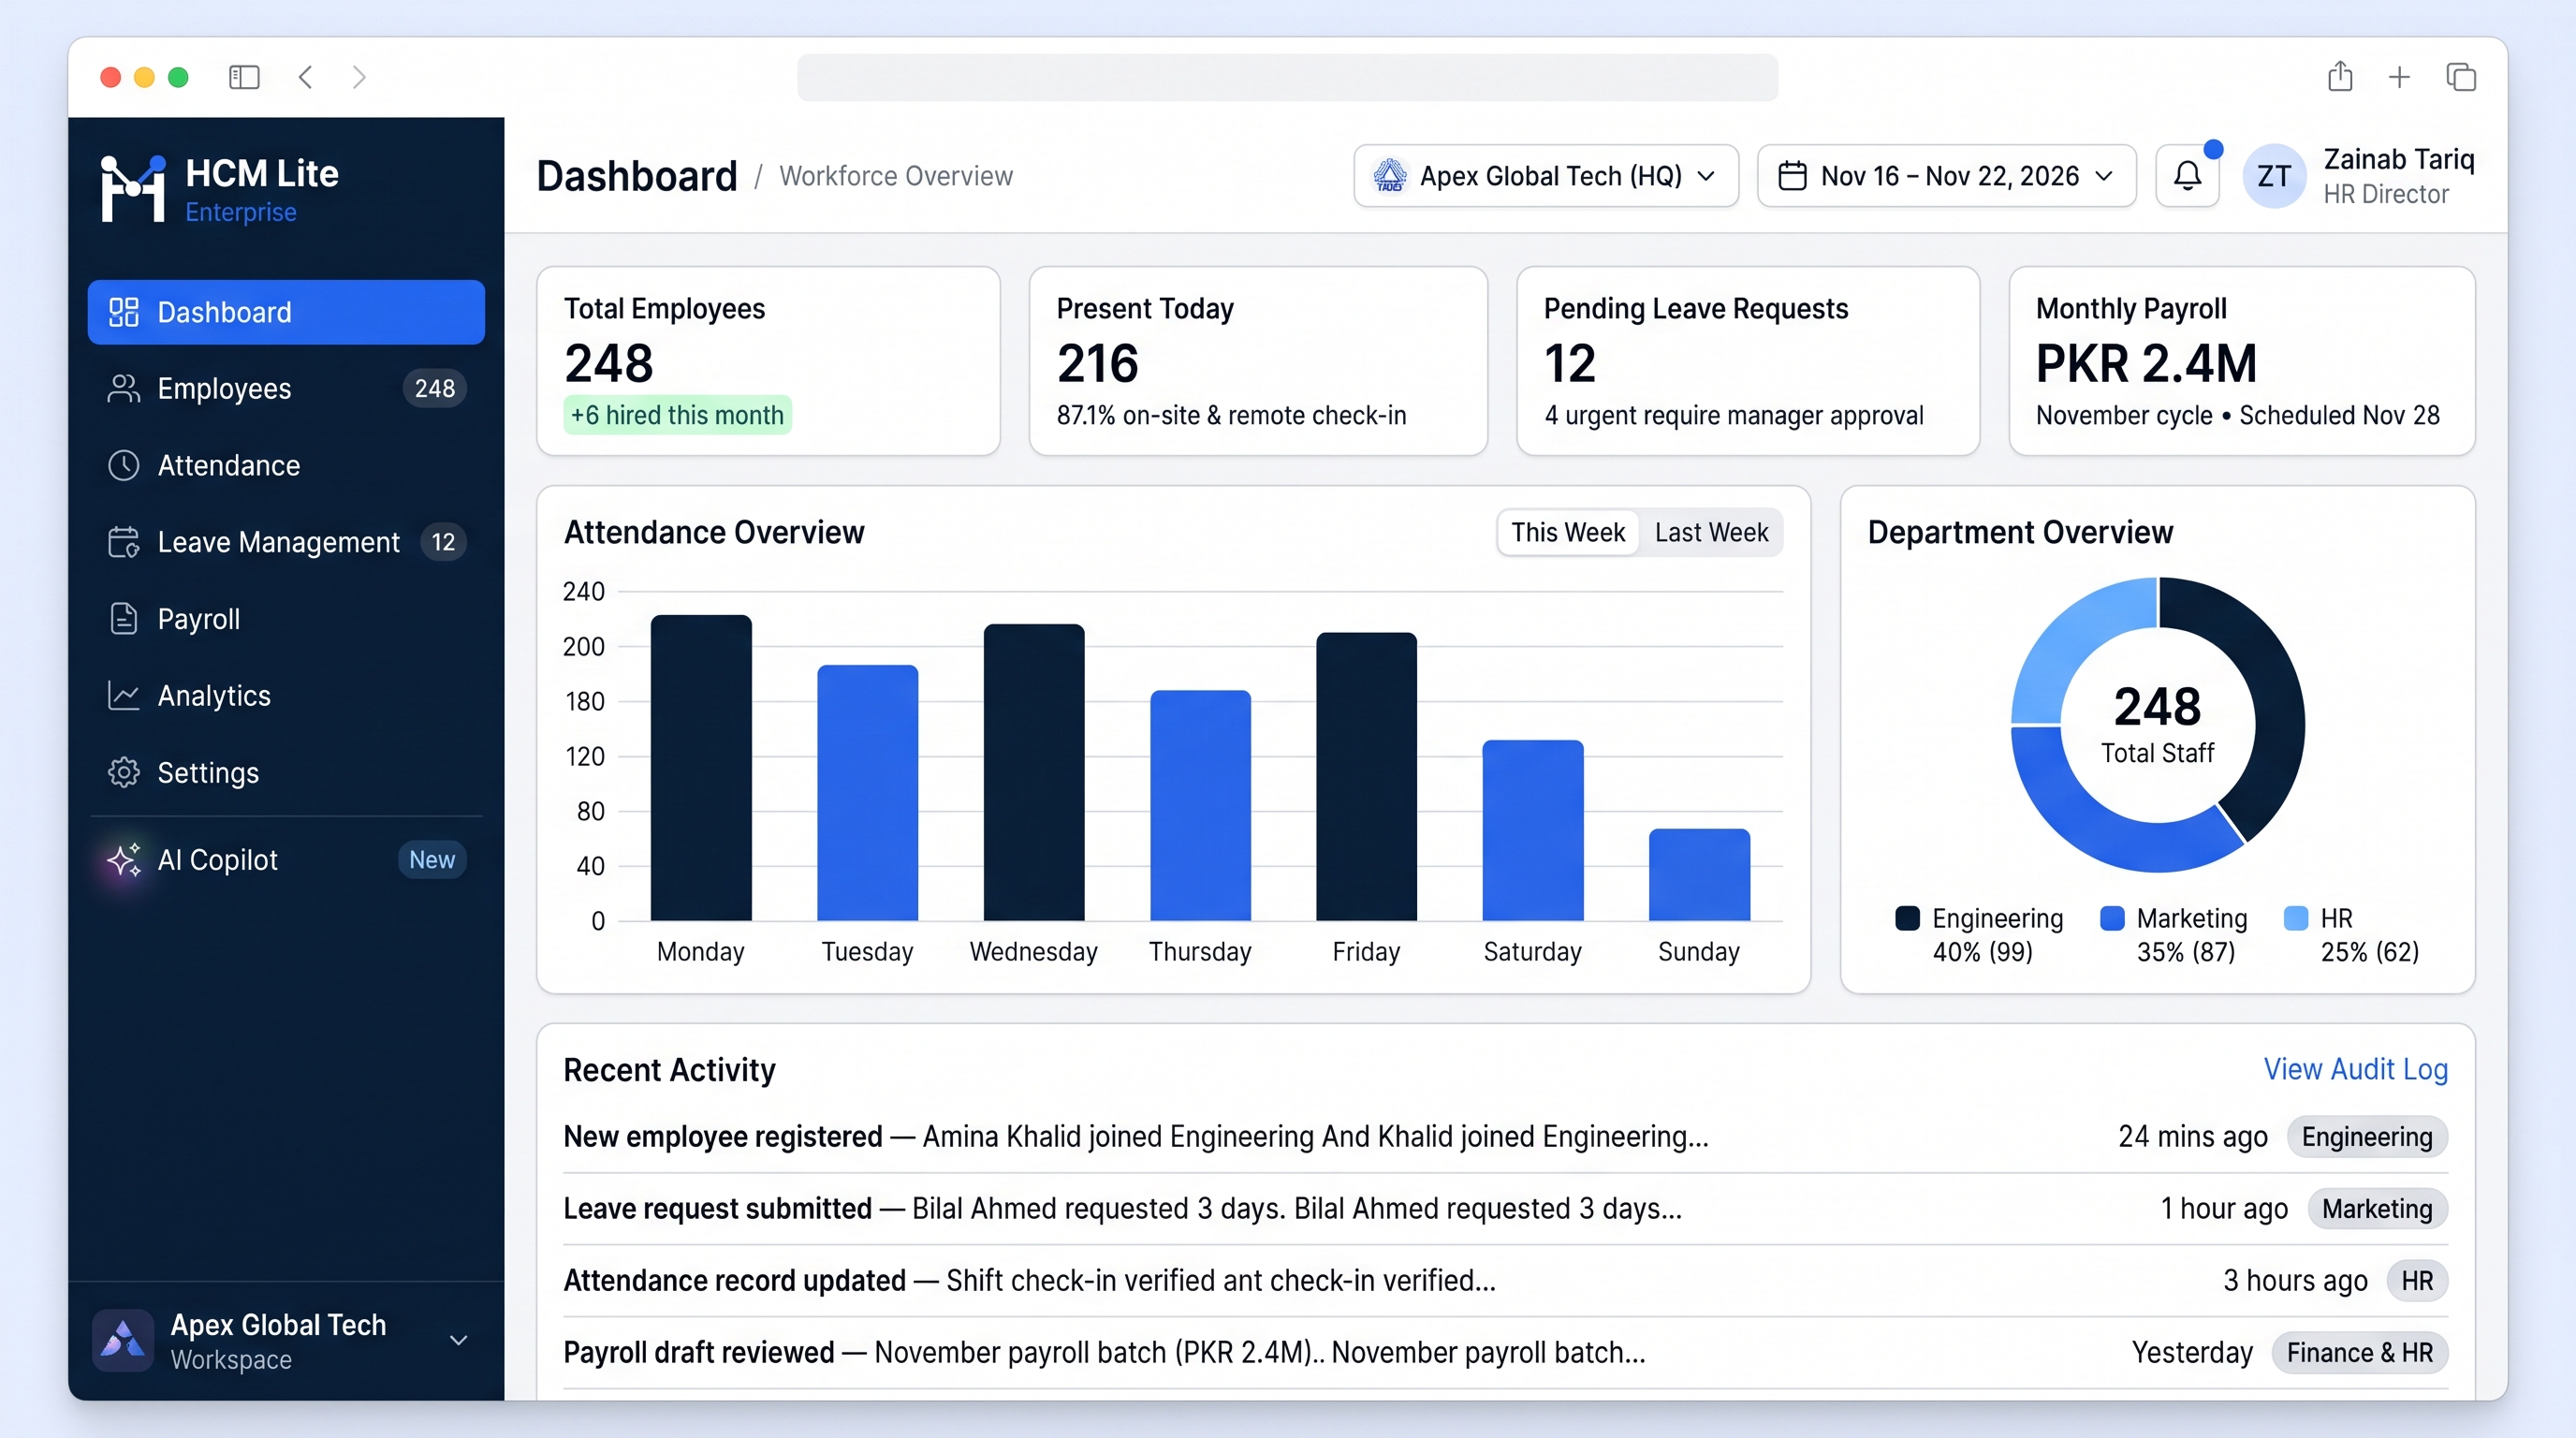 HCM Lite
Enterprise
Dashboard
Employees 248
Attendance
Leave Management 12
Payroll
Analytics
Settings
AI Copilot New
Apex Global Tech
Workspace
Dashboard / Workforce Overview
Apex Global Tech (HQ)
Nov 16 – Nov 22, 2026
ZT
Zainab Tariq
HR Director
Total Employees
248
+6 hired this month
Present Today
216
87.1% on-site & remote check-in
Pending Leave Requests
12
4 urgent require manager approval
Monthly Payroll
PKR 2.4M
November cycle • Scheduled Nov 28
Attendance Overview
This Week Last Week
240
200
180
120
80
40
0
Monday Tuesday Wednesday Thursday Friday Saturday Sunday
Department Overview
248
Total Staff
Engineering
40% (99)
Marketing
35% (87)
HR
25% (62)
Recent Activity
View Audit Log
New employee registered — Amina Khalid joined Engineering And Khalid joined Engineering... 24 mins ago Engineering
Leave request submitted — Bilal Ahmed requested 3 days. Bilal Ahmed requested 3 days... 1 hour ago Marketing
Attendance record updated — Shift check-in verified ant check-in verified... 3 hours ago HR
Payroll draft reviewed — November payroll batch (PKR 2.4M).. November payroll batch... Yesterday Finance & HR